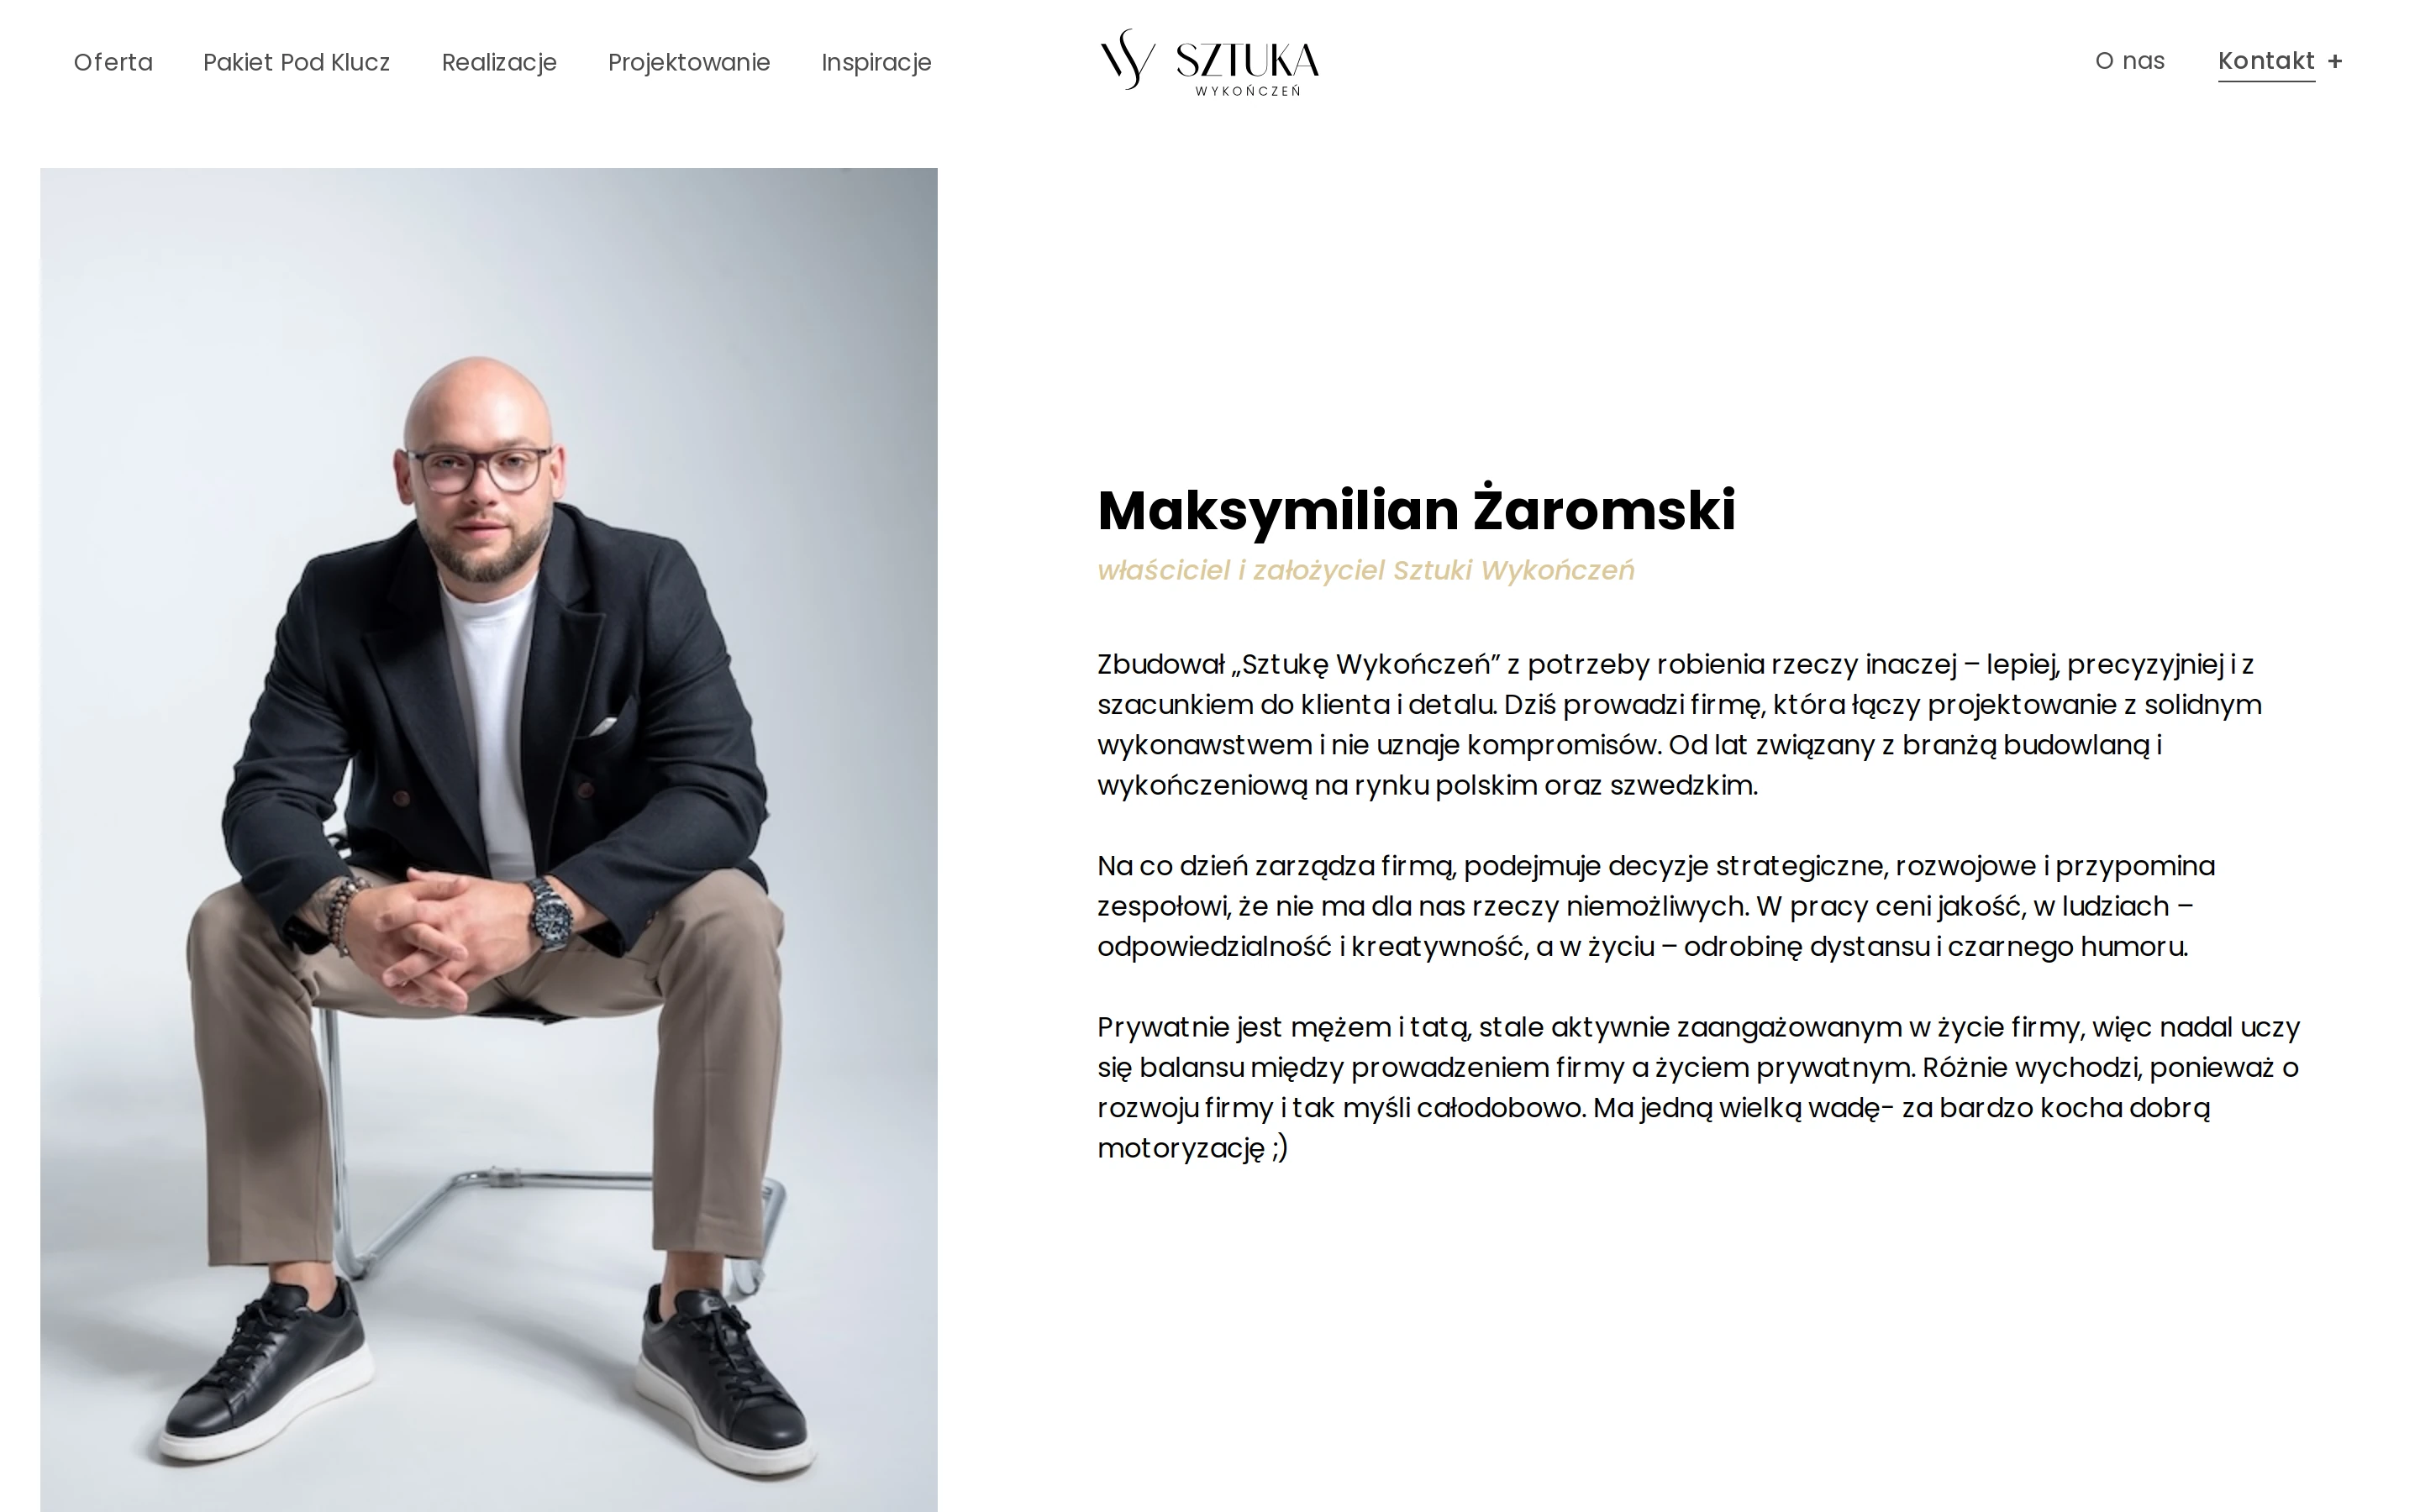 Oferta
Pakiet Pod Klucz
Realizacje
Projektowanie
Inspiracje
SZTUKA
WYKOŃCZEŃ
O nas
Kontakt +
Maksymilian Żaromski
właściciel i założyciel Sztuki Wykończeń
Zbudował „Sztukę Wykończeń” z potrzeby robienia rzeczy inaczej – lepiej, precyzyjniej i z
szacunkiem do klienta i detalu. Dziś prowadzi firmę, która łączy projektowanie z solidnym
wykonawstwem i nie uznaje kompromisów. Od lat związany z branżą budowlaną i
wykończeniową na rynku polskim oraz szwedzkim.
Na co dzień zarządza firmą, podejmuje decyzje strategiczne, rozwojowe i przypomina
zespołowi, że nie ma dla nas rzeczy niemożliwych. W pracy ceni jakość, w ludziach –
odpowiedzialność i kreatywność, a w życiu – odrobinę dystansu i czarnego humoru.
Prywatnie jest mężem i tatą, stale aktywnie zaangażowanym w życie firmy, więc nadal uczy
się balansu między prowadzeniem firmy a życiem prywatnym. Różnie wychodzi, ponieważ o
rozwoju firmy i tak myśli całodobowo. Ma jedną wielką wadę- za bardzo kocha dobrą
motoryzację ;)